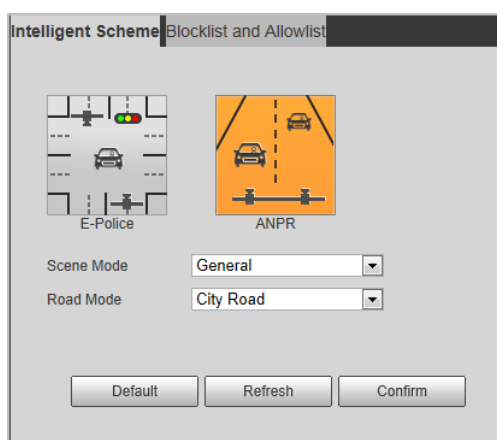 Intelligent Scheme Blocklist and Allowlist
E-Police ANPR
Scene Mode General
Road Mode City Road
Default Refresh Confirm